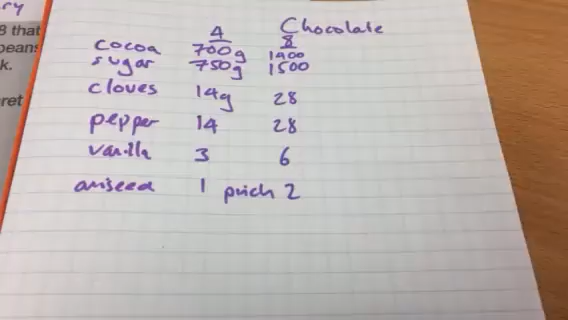 ry
8 that
beans
k.
ret
4 Chocolate
8
cocoa 700g 1400
sugar 750g 1500
cloves 14g 28
pepper 14 28
vanilla 3 6
aniseed 1 pinch 2